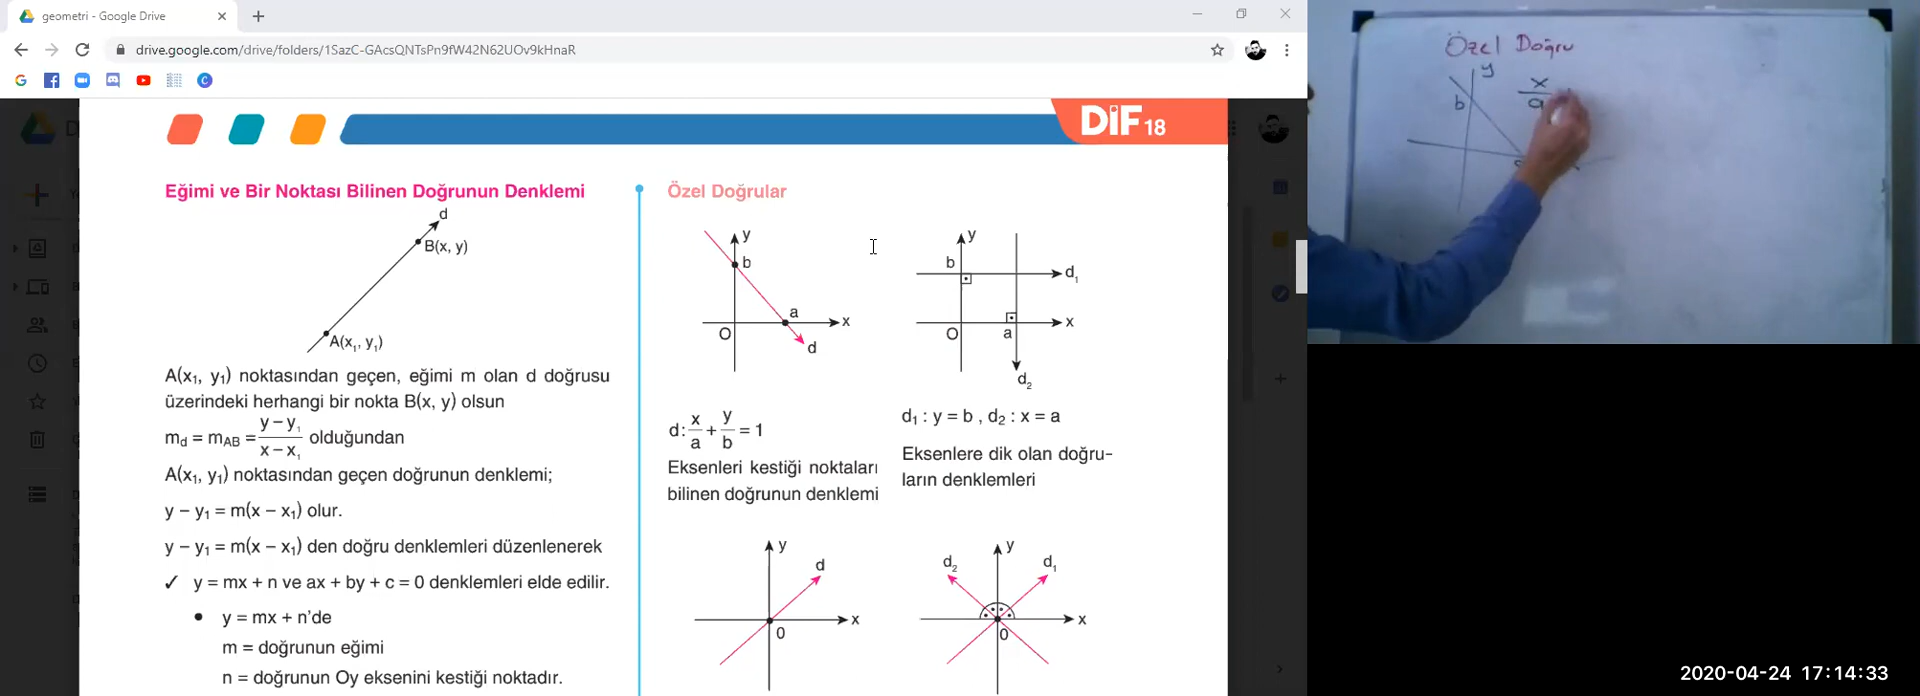 geometri - Google Drive
drive.google.com/drive/folders/1SazC-GAcsQNTsPn9fW42N62UOv9kHnaR
DİF 18
Eğimi ve Bir Noktası Bilinen Doğrunun Denklemi
d
B(x, y)
A(x₁, y₁)
A(x₁, y₁) noktasından geçen, eğimi m olan d doğrusu
üzerindeki herhangi bir nokta B(x, y) olsun
m_d = m_AB = (y – y₁)/(x – x₁) olduğundan
A(x₁, y₁) noktasından geçen doğrunun denklemi;
y – y₁ = m(x – x₁) olur.
y – y₁ = m(x – x₁) den doğru denklemleri düzenlenerek
✓ y = mx + n ve ax + by + c = 0 denklemleri elde edilir.
• y = mx + n'de
m = doğrunun eğimi
n = doğrunun Oy eksenini kestiği noktadır.
Özel Doğrular
y
b
a
x
O
d
d: x/a + y/b = 1
Eksenleri kestiği noktaları
bilinen doğrunun denklemi
y
b
d₁
x
O
a
d₂
d₁ : y = b , d₂ : x = a
Eksenlere dik olan doğru-
ların denklemleri
y
d
x
0
y
d₂
d₁
x
0
Özel Doğru
y
b
x
a
2020-04-24 17:14:33